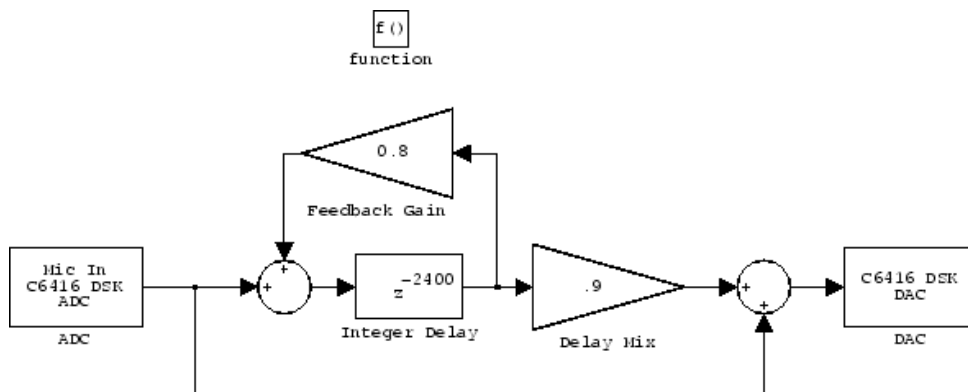 f()
function
0.8
Feedback Gain
Mic In
C6416 DSK
ADC
ADC
+
+
z-2400
Integer Delay
.9
Delay Mix
+
+
C6416 DSK
DAC
DAC